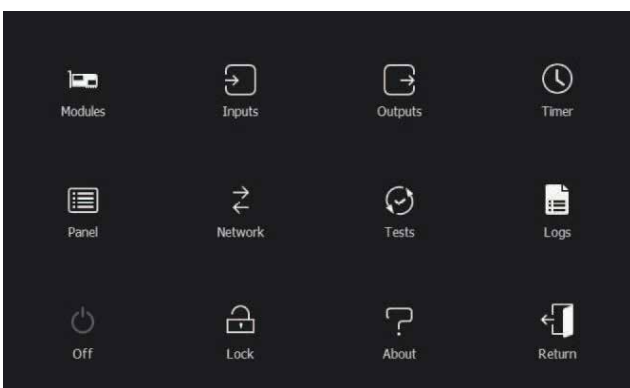 Modules Inputs Outputs Timer
Panel Network Tests Logs
Off Lock About Return